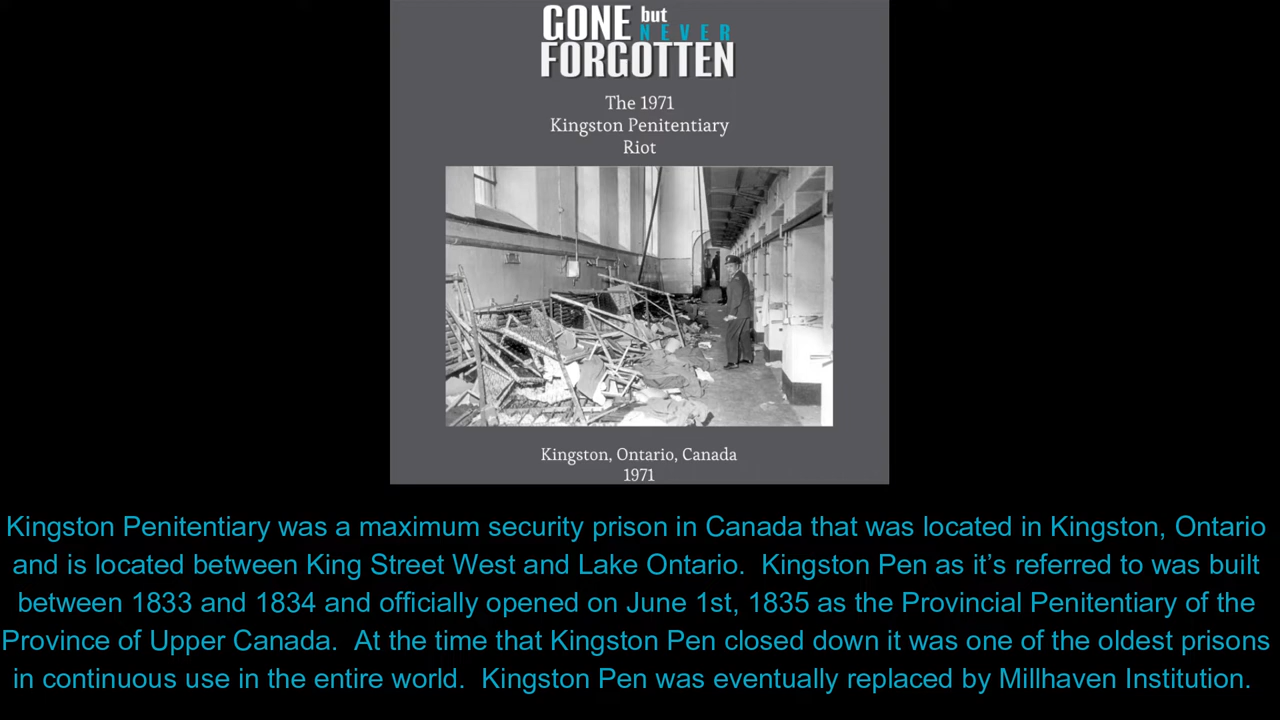 GONE but
NEVER
FORGOTTEN
The 1971
Kingston Penitentiary
Riot
Kingston, Ontario, Canada
1971
Kingston Penitentiary was a maximum security prison in Canada that was located in Kingston, Ontario
and is located between King Street West and Lake Ontario.  Kingston Pen as it’s referred to was built
between 1833 and 1834 and officially opened on June 1st, 1835 as the Provincial Penitentiary of the
Province of Upper Canada.  At the time that Kingston Pen closed down it was one of the oldest prisons
in continuous use in the entire world.  Kingston Pen was eventually replaced by Millhaven Institution.